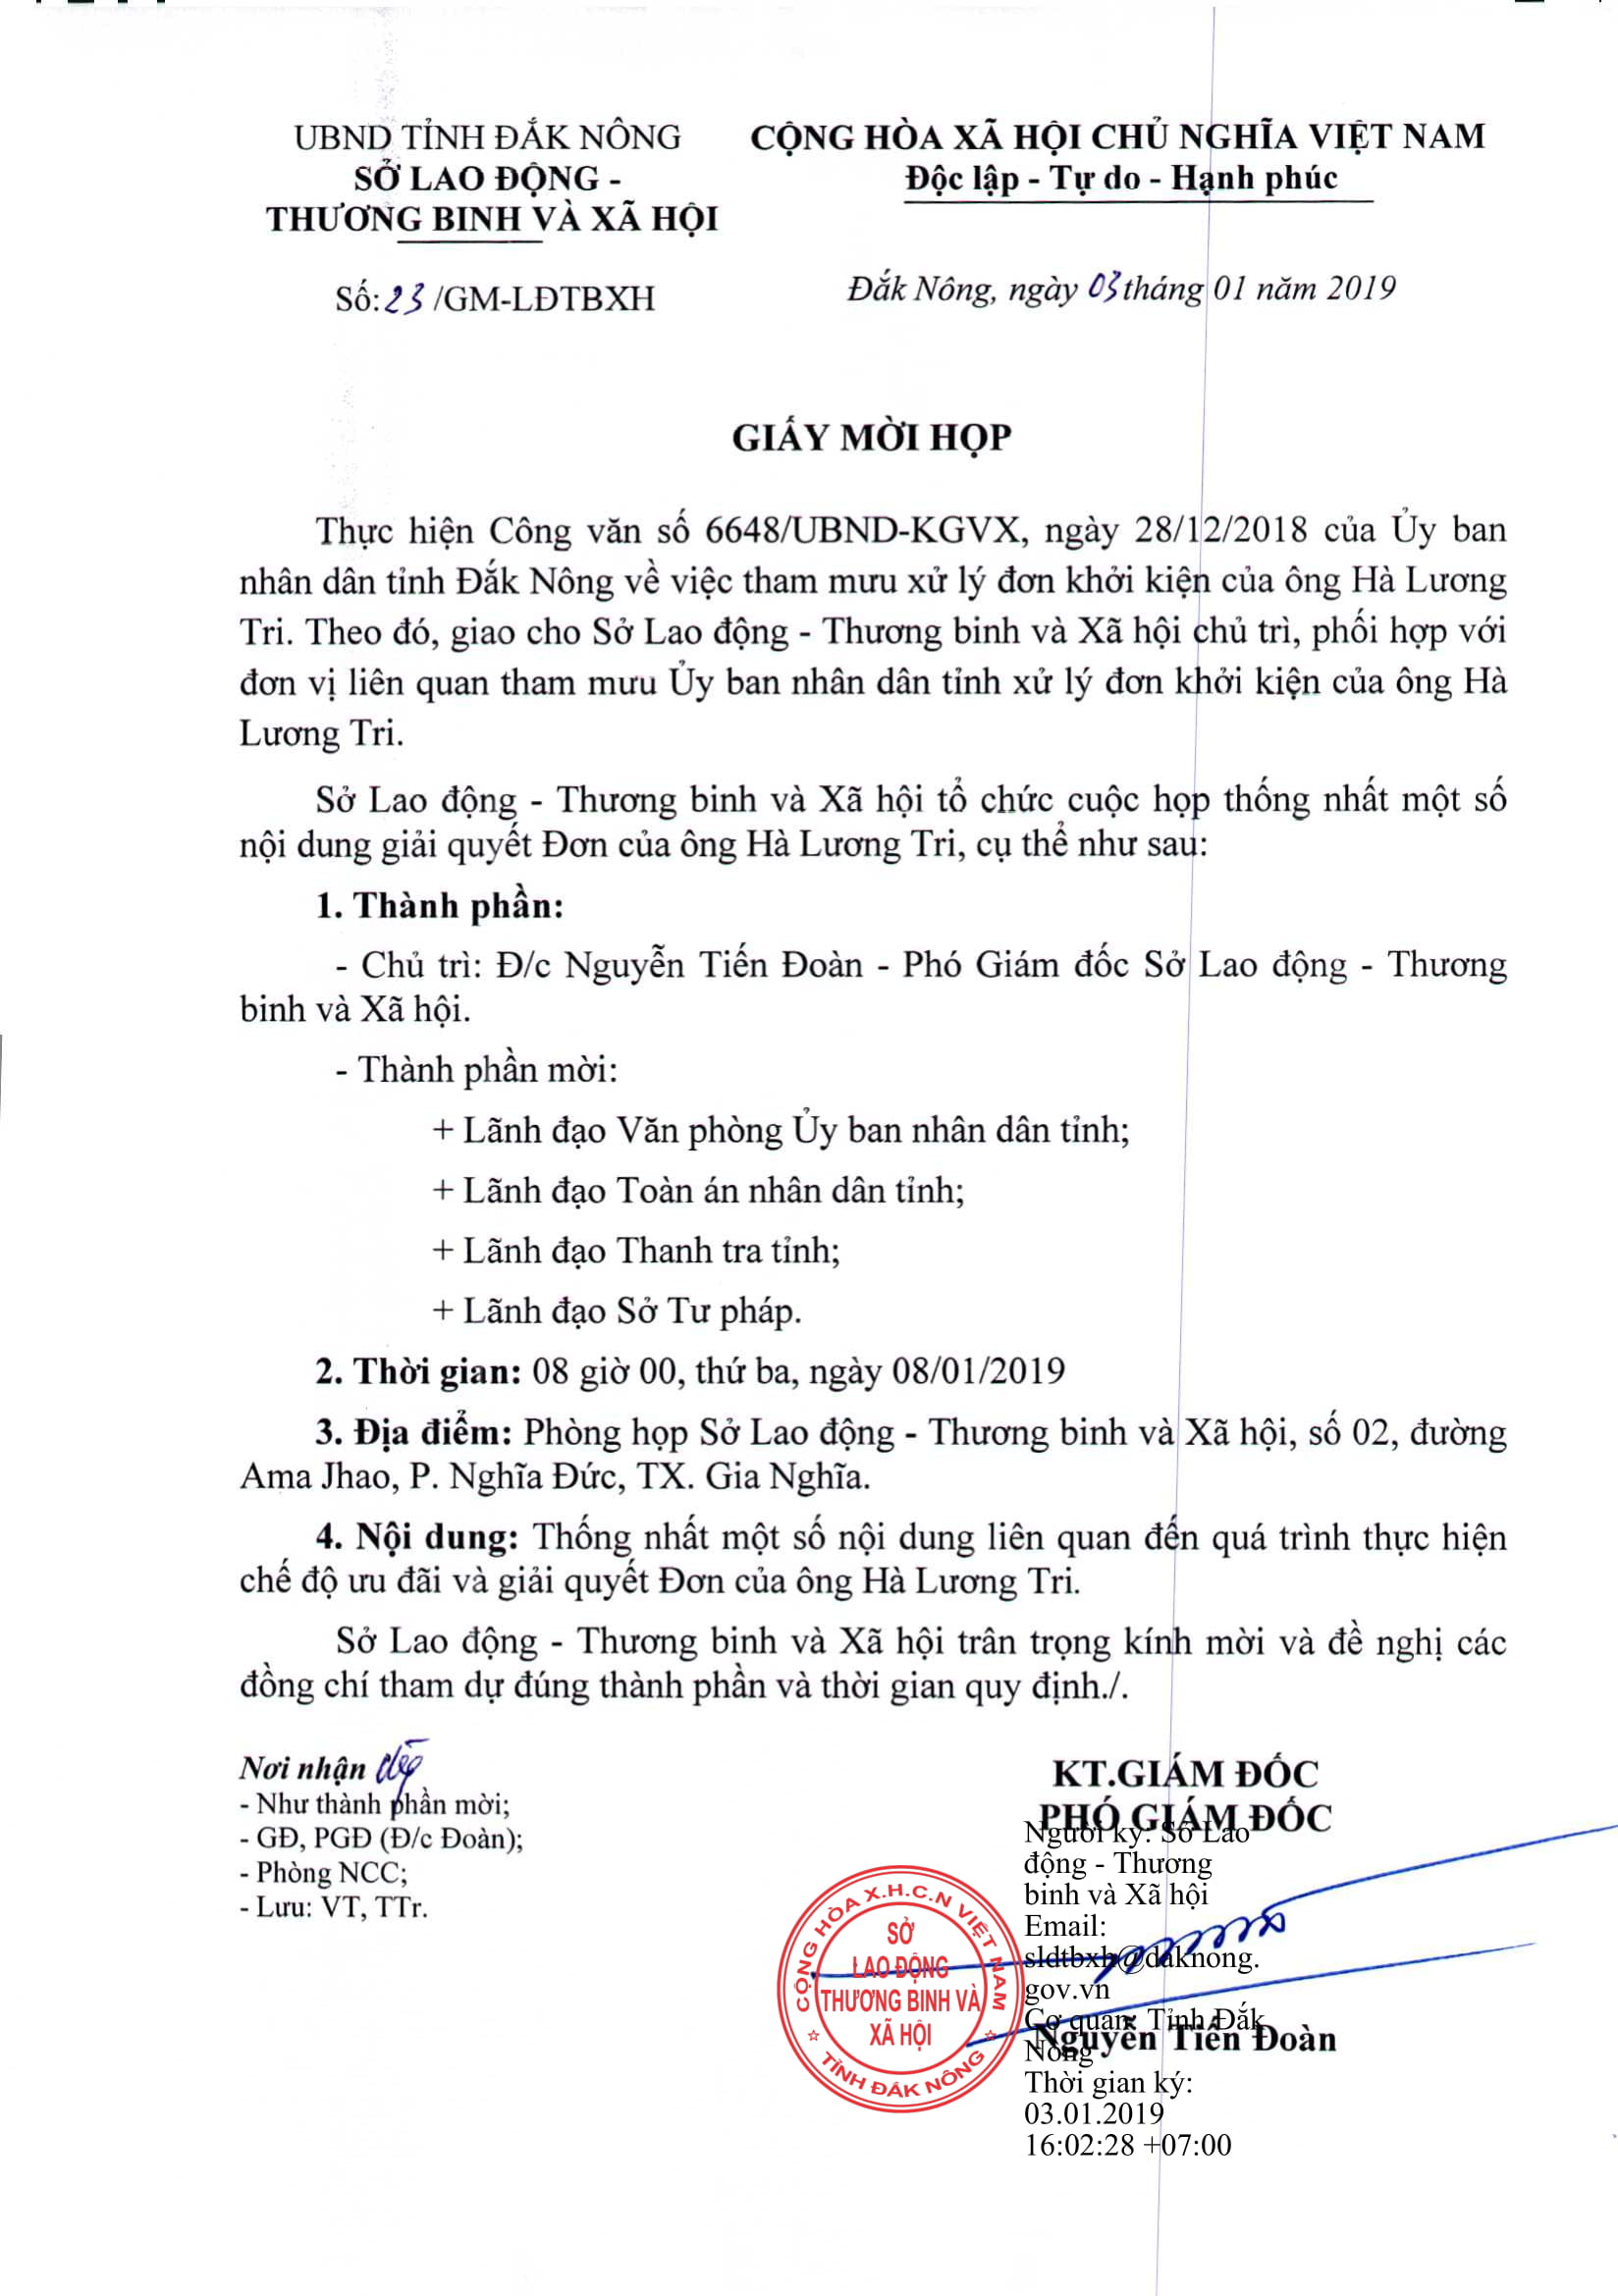 UBND TỈNH ĐẮK NÔNG
SỞ LAO ĐỘNG -
THƯƠNG BINH VÀ XÃ HỘI
Số: 23 /GM-LĐTBXH
CỘNG HÒA XÃ HỘI CHỦ NGHĨA VIỆT NAM
Độc lập - Tự do - Hạnh phúc
Đắk Nông, ngày 03 tháng 01 năm 2019
GIẤY MỜI HỌP
Thực hiện Công văn số 6648/UBND-KGVX, ngày 28/12/2018 của Ủy ban
nhân dân tỉnh Đắk Nông về việc tham mưu xử lý đơn khởi kiện của ông Hà Lương
Tri. Theo đó, giao cho Sở Lao động - Thương binh và Xã hội chủ trì, phối hợp với
đơn vị liên quan tham mưu Ủy ban nhân dân tỉnh xử lý đơn khởi kiện của ông Hà
Lương Tri.
Sở Lao động - Thương binh và Xã hội tổ chức cuộc họp thống nhất một số
nội dung giải quyết Đơn của ông Hà Lương Tri, cụ thể như sau:
1. Thành phần:
- Chủ trì: Đ/c Nguyễn Tiến Đoàn - Phó Giám đốc Sở Lao động - Thương
binh và Xã hội.
- Thành phần mời:
+ Lãnh đạo Văn phòng Ủy ban nhân dân tỉnh;
+ Lãnh đạo Toàn án nhân dân tỉnh;
+ Lãnh đạo Thanh tra tỉnh;
+ Lãnh đạo Sở Tư pháp.
2. Thời gian: 08 giờ 00, thứ ba, ngày 08/01/2019
3. Địa điểm: Phòng họp Sở Lao động - Thương binh và Xã hội, số 02, đường
Ama Jhao, P. Nghĩa Đức, TX. Gia Nghĩa.
4. Nội dung: Thống nhất một số nội dung liên quan đến quá trình thực hiện
chế độ ưu đãi và giải quyết Đơn của ông Hà Lương Tri.
Sở Lao động - Thương binh và Xã hội trân trọng kính mời và đề nghị các
đồng chí tham dự đúng thành phần và thời gian quy định./.
Nơi nhận
- Như thành phần mời;
- GĐ, PGĐ (Đ/c Đoàn);
- Phòng NCC;
- Lưu: VT, TTr.
KT.GIÁM ĐỐC
PHÓ GIÁM ĐỐC
Người ký: Sở Lao
động - Thương
binh và Xã hội
Email:
sldtbxh@daknong.
gov.vn
Cơ quan: Tỉnh Đắk
Nông
Thời gian ký:
03.01.2019
16:02:28 +07:00
Nguyễn Tiến Đoàn
CỘNG HÒA X.H.C.N VIỆT NAM
SỞ
LAO ĐỘNG
THƯƠNG BINH VÀ
XÃ HỘI
TỈNH ĐẮK NÔNG